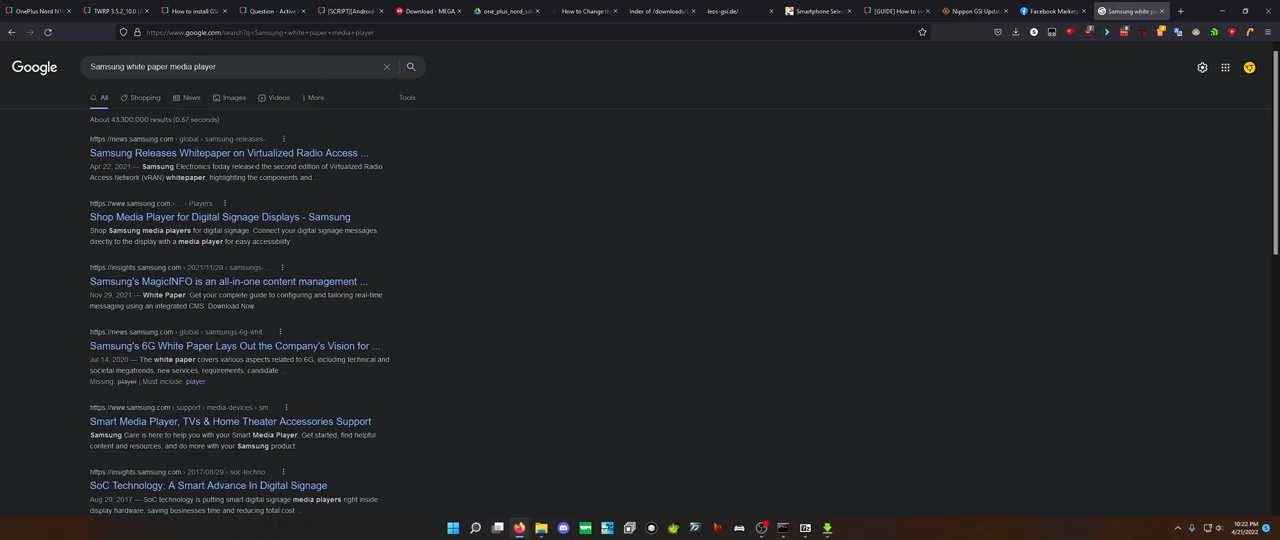 OnePlus Nord N10
TWRP 3.5.2_10.0
How to install GSI
Question - Active
[SCRIPT][Android
Download - MEGA
one_plus_nord_sd
How to Change th
Index of /downloads/
leos-gsi.de/
Smartphone Select
[GUIDE] How to in
Nippon GSI Updat
Facebook Marketp
Samsung white pa
https://www.google.com/search?q=Samsung+white+paper+media+player
Google
Samsung white paper media player
All
Shopping
News
Images
Videos
More
Tools
About 43,300,000 results (0.67 seconds)
https://news.samsung.com › global › samsung-releases-
Samsung Releases Whitepaper on Virtualized Radio Access ...
Apr 22, 2021 — Samsung Electronics today released the second edition of Virtualized Radio
Access Network (vRAN) whitepaper, highlighting the components and ...
https://www.samsung.com › ... › Players
Shop Media Player for Digital Signage Displays - Samsung
Shop Samsung media players for digital signage. Connect your digital signage messages
directly to the display with a media player for easy accessibility.
https://insights.samsung.com › 2021/11/29 › samsungs-
Samsung's MagicINFO is an all-in-one content management ...
Nov 29, 2021 — White Paper. Get your complete guide to configuring and tailoring real-time
messaging using an integrated CMS. Download Now.
https://news.samsung.com › global › samsungs-6g-whit...
Samsung's 6G White Paper Lays Out the Company's Vision for ...
Jul 14, 2020 — The white paper covers various aspects related to 6G, including technical and
societal megatrends, new services, requirements, candidate ...
Missing: player | Must include: player
https://www.samsung.com › support › media-devices › sm...
Smart Media Player, TVs & Home Theater Accessories Support
Samsung Care is here to help you with your Smart Media Player. Get started, find helpful
content and resources, and do more with your Samsung product
https://insights.samsung.com › 2017/08/29 › soc-techno...
SoC Technology: A Smart Advance In Digital Signage
Aug 29, 2017 — SoC technology is putting smart digital signage media players right inside
display hardware, saving businesses time and reducing total cost ...
10:22 PM
4/21/2022